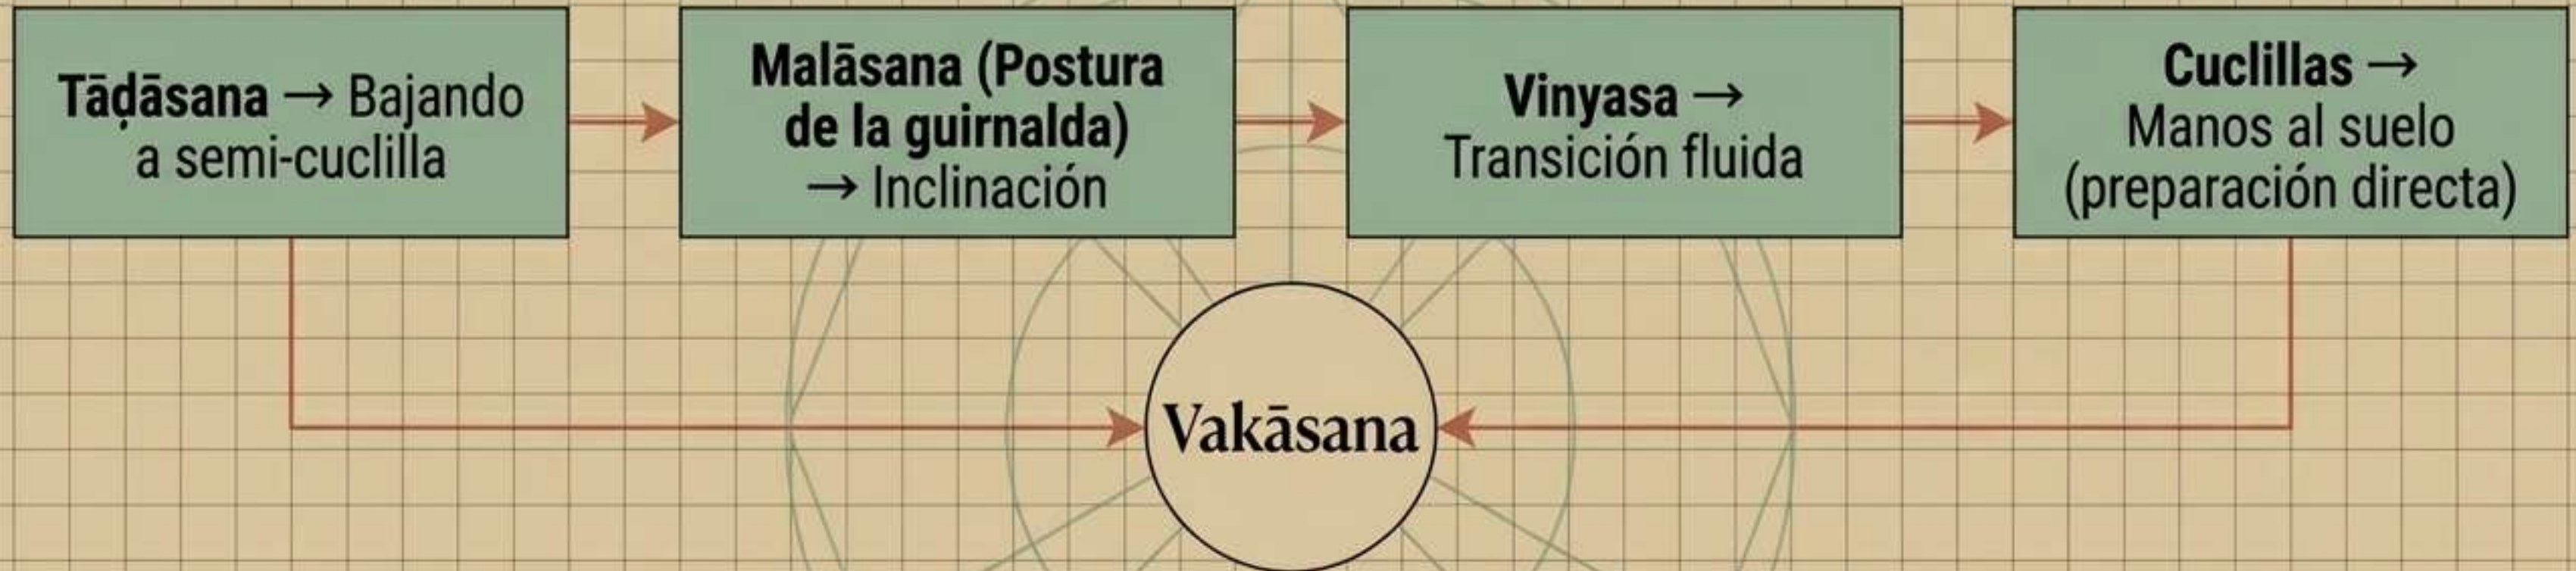 Tāḍāsana → Bajando
a semi-cuclilla
Malāsana (Postura
de la guirnalda)
→ Inclinación
Vinyasa →
Transición fluida
Cuclillas →
Manos al suelo
(preparación directa)
Vakāsana